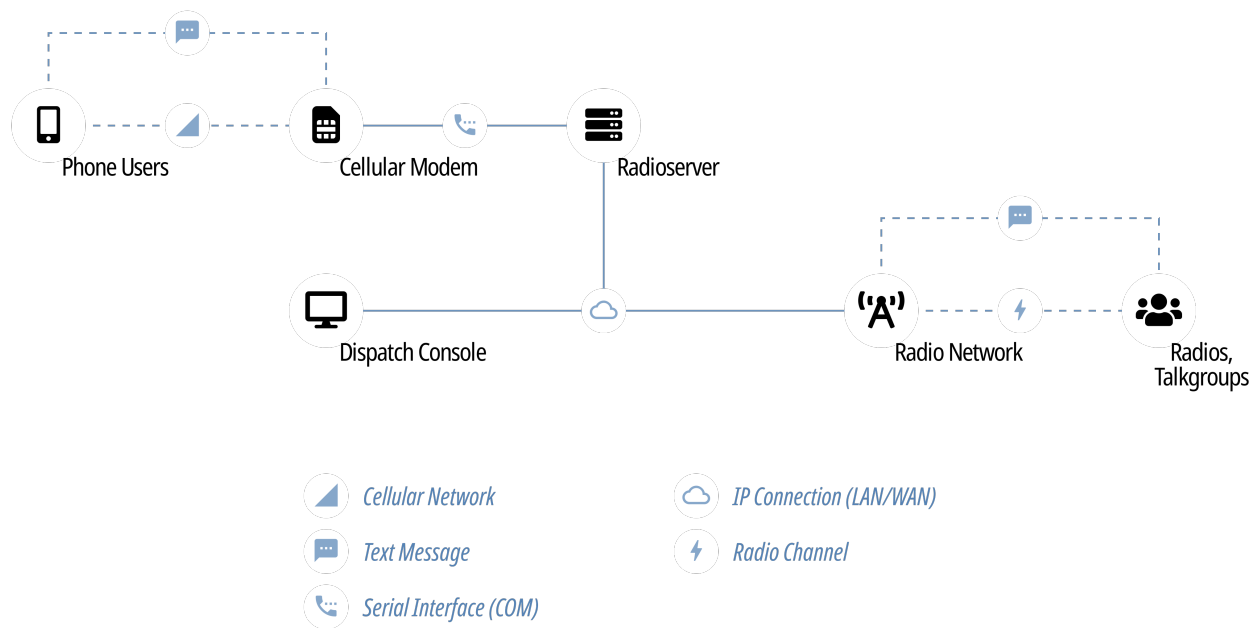 Phone Users
Cellular Modem
Radioserver
Dispatch Console
Radio Network
Radios,
Talkgroups
Cellular Network
IP Connection (LAN/WAN)
Text Message
Radio Channel
Serial Interface (COM)